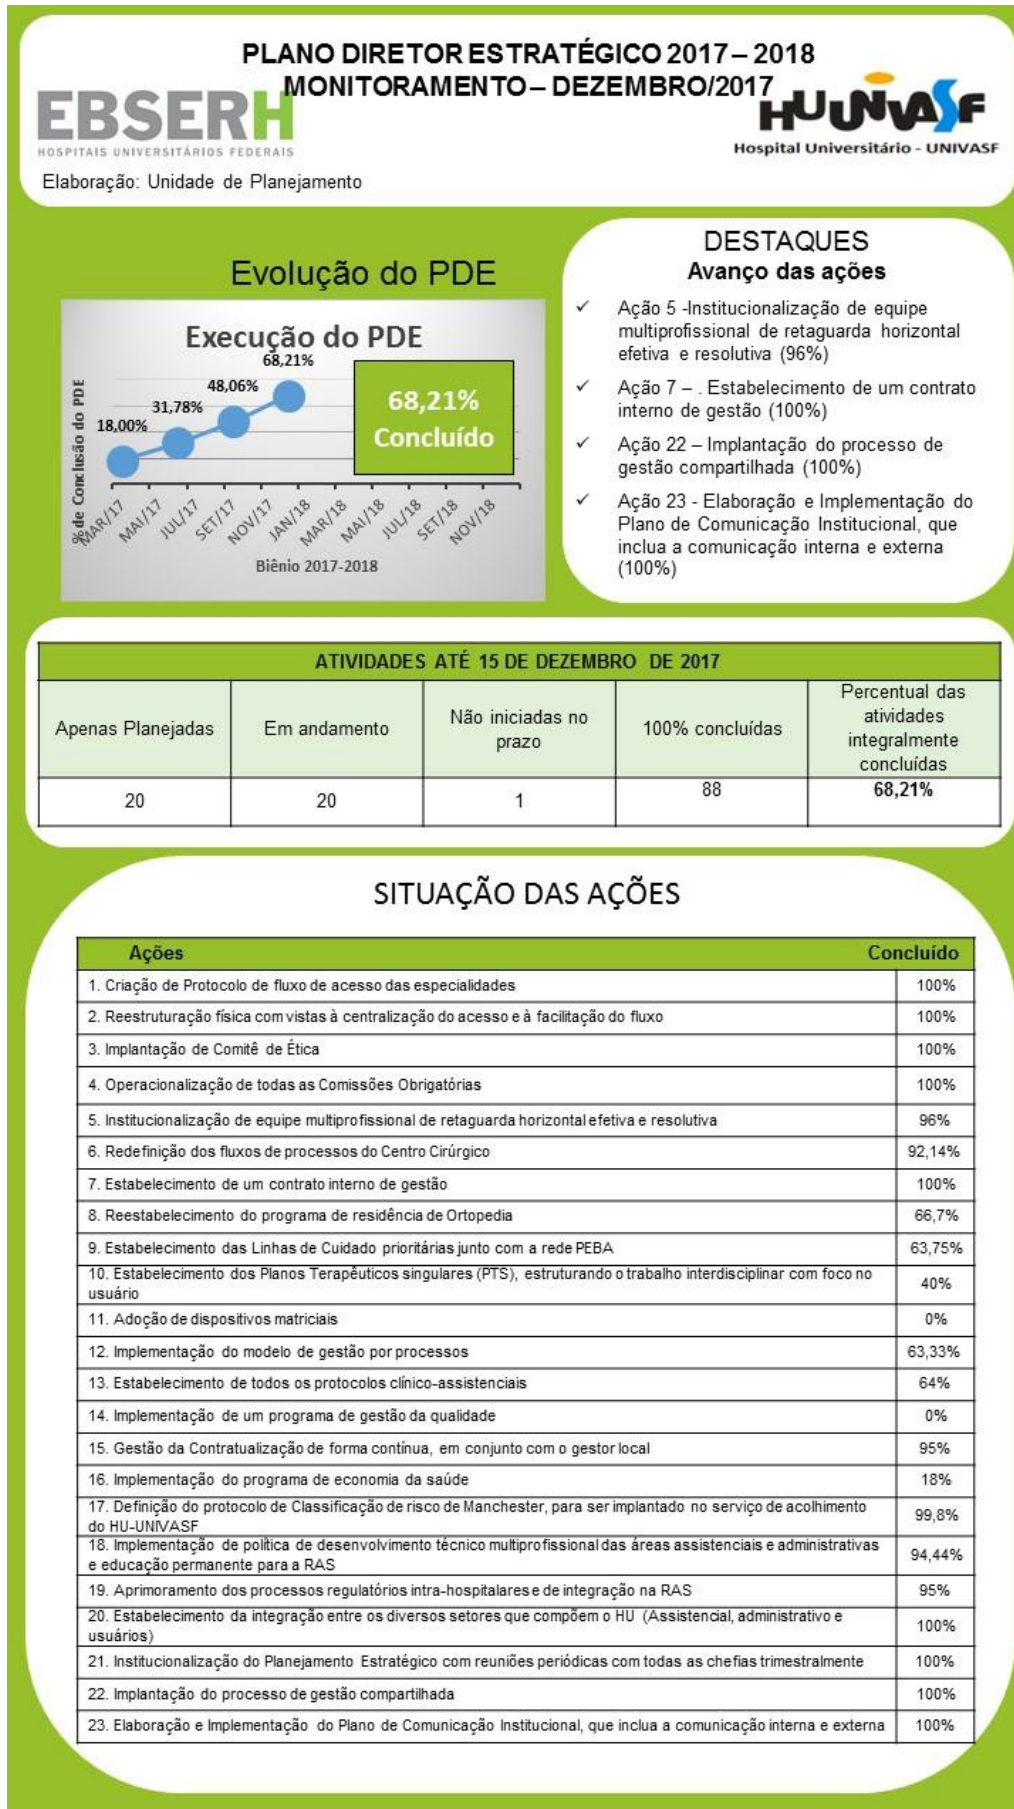 PLANO DIRETOR ESTRATÉGICO 2017 – 2018
MONITORAMENTO – DEZEMBRO/2017
EBSERH
HOSPITAIS UNIVERSITÁRIOS FEDERAIS
HU UNIVASF
Hospital Universitário - UNIVASF
Elaboração: Unidade de Planejamento
Evolução do PDE
Execução do PDE
% de Conclusão do PDE
18,00%
31,78%
48,06%
68,21%
68,21%
Concluído
MAR/17
MAI/17
JUL/17
SET/17
NOV/17
JAN/18
MAR/18
MAI/18
JUL/18
SET/18
NOV/18
Biênio 2017-2018
DESTAQUES
Avanço das ações
✓ Ação 5 -Institucionalização de equipe
multiprofissional de retaguarda horizontal
efetiva e resolutiva (96%)
✓ Ação 7 – . Estabelecimento de um contrato
interno de gestão (100%)
✓ Ação 22 – Implantação do processo de
gestão compartilhada (100%)
✓ Ação 23 - Elaboração e Implementação do
Plano de Comunicação Institucional, que
inclua a comunicação interna e externa
(100%)
ATIVIDADES ATÉ 15 DE DEZEMBRO DE 2017
Apenas Planejadas
Em andamento
Não iniciadas no
prazo
100% concluídas
Percentual das
atividades
integralmente
concluídas
20
20
1
88
68,21%
SITUAÇÃO DAS AÇÕES
Ações Concluído
1. Criação de Protocolo de fluxo de acesso das especialidades 100%
2. Reestruturação física com vistas à centralização do acesso e à facilitação do fluxo 100%
3. Implantação de Comitê de Ética 100%
4. Operacionalização de todas as Comissões Obrigatórias 100%
5. Institucionalização de equipe multiprofissional de retaguarda horizontal efetiva e resolutiva 96%
6. Redefinição dos fluxos de processos do Centro Cirúrgico 92,14%
7. Estabelecimento de um contrato interno de gestão 100%
8. Reestabelecimento do programa de residência de Ortopedia 66,7%
9. Estabelecimento das Linhas de Cuidado prioritárias junto com a rede PEBA 63,75%
10. Estabelecimento dos Planos Terapêuticos singulares (PTS), estruturando o trabalho interdisciplinar com foco no
usuário 40%
11. Adoção de dispositivos matriciais 0%
12. Implementação do modelo de gestão por processos 63,33%
13. Estabelecimento de todos os protocolos clínico-assistenciais 64%
14. Implementação de um programa de gestão da qualidade 0%
15. Gestão da Contratualização de forma contínua, em conjunto com o gestor local 95%
16. Implementação do programa de economia da saúde 18%
17. Definição do protocolo de Classificação de risco de Manchester, para ser implantado no serviço de acolhimento
do HU-UNIVASF 99,8%
18. Implementação de política de desenvolvimento técnico multiprofissional das áreas assistenciais e administrativas
e educação permanente para a RAS 94,44%
19. Aprimoramento dos processos regulatórios intra-hospitalares e de integração na RAS 95%
20. Estabelecimento da integração entre os diversos setores que compõem o HU (Assistencial, administrativo e
usuários) 100%
21. Institucionalização do Planejamento Estratégico com reuniões periódicas com todas as chefias trimestralmente 100%
22. Implantação do processo de gestão compartilhada 100%
23. Elaboração e Implementação do Plano de Comunicação Institucional, que inclua a comunicação interna e externa 100%